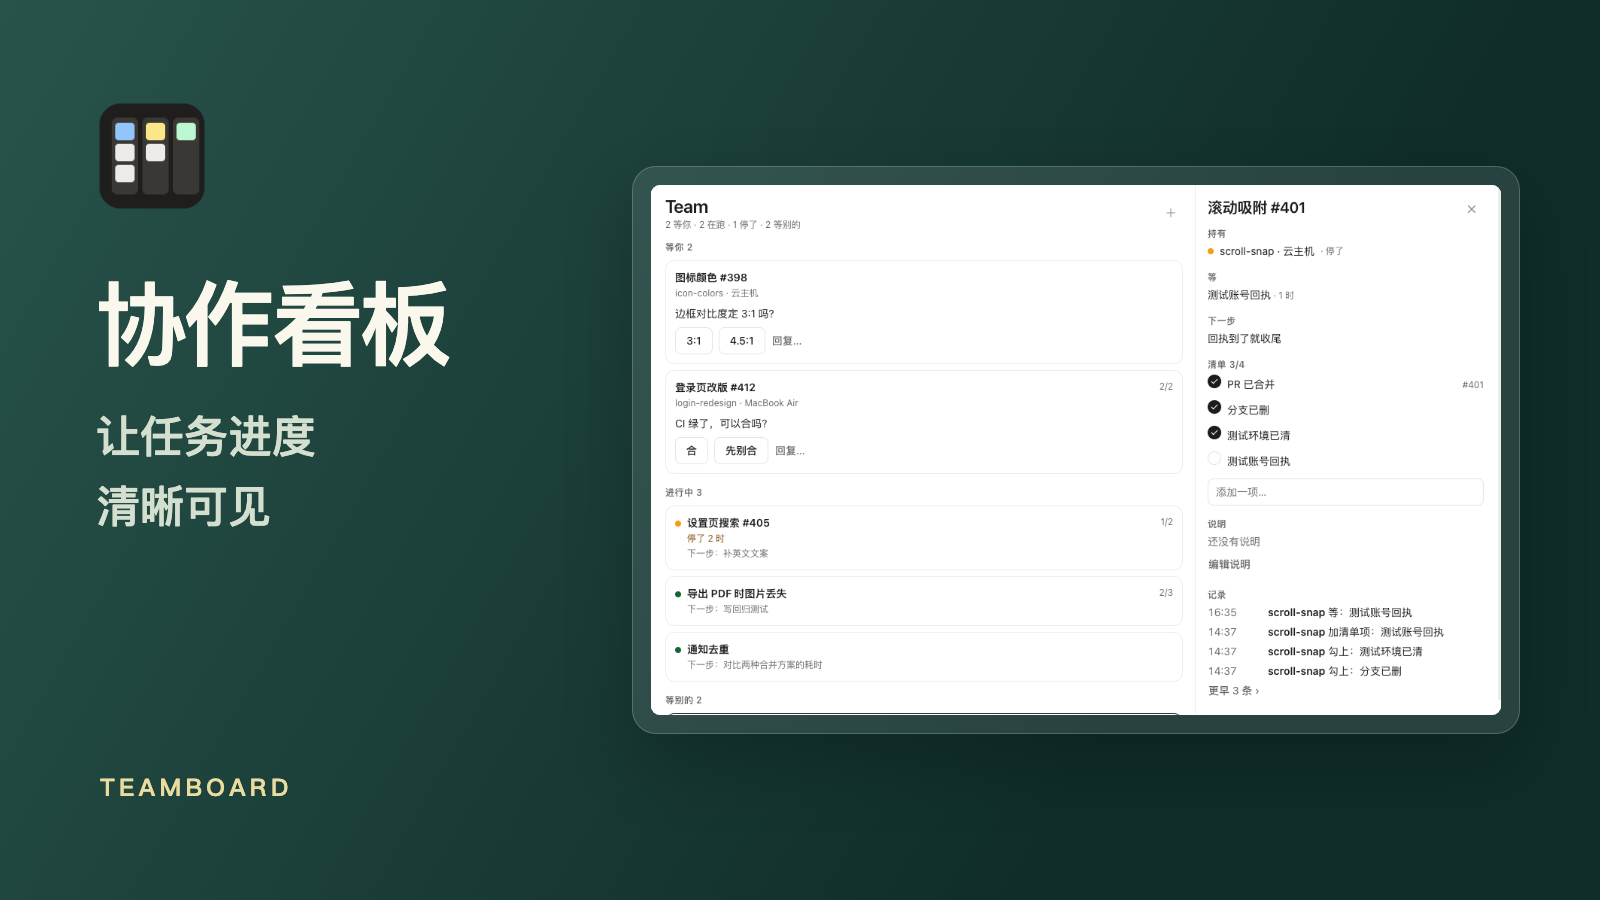 协作看板
让任务进度
清晰可见
TEAMBOARD
Team
2 等你 · 2 在跑 · 1 停了 · 2 等别的
等你 2
图标颜色 #398
icon-colors · 云主机
边框对比度定 3:1 吗?
3:1 4.5:1 回复...
登录页改版 #412 2/2
login-redesign · MacBook Air
CI 绿了，可以合吗?
合 先别合 回复...
进行中 3
设置页搜索 #405 1/2
停了 2 时
下一步：补英文文案
导出 PDF 时图片丢失 2/3
下一步：写回归测试
通知去重
下一步：对比两种合并方案的耗时
等别的 2
滚动吸附 #401
持有
scroll-snap · 云主机 · 停了
等
测试账号回执 · 1 时
下一步
回执到了就收尾
清单 3/4
PR 已合并 #401
分支已删
测试环境已清
测试账号回执
添加一项...
说明
还没有说明
编辑说明
记录
16:35 scroll-snap 等：测试账号回执
14:37 scroll-snap 加清单项：测试账号回执
14:37 scroll-snap 勾上：测试环境已清
14:37 scroll-snap 勾上：分支已删
更早 3 条 ›